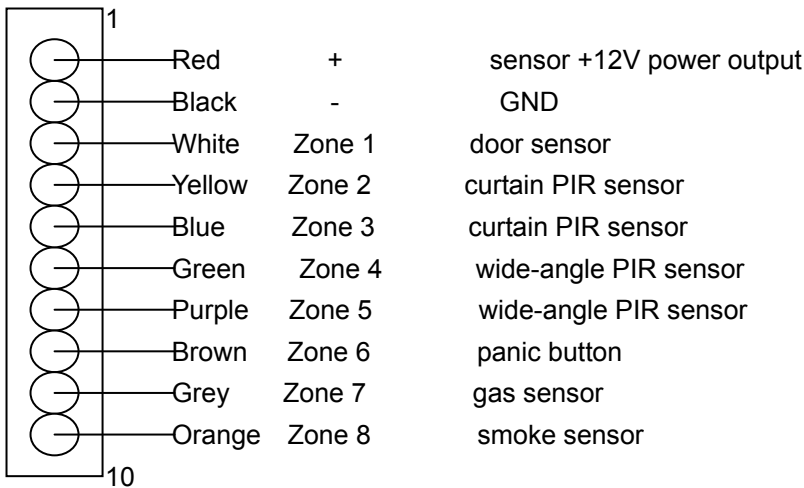 1
Red + sensor +12V power output
Black - GND
White Zone 1 door sensor
Yellow Zone 2 curtain PIR sensor
Blue Zone 3 curtain PIR sensor
Green Zone 4 wide-angle PIR sensor
Purple Zone 5 wide-angle PIR sensor
Brown Zone 6 panic button
Grey Zone 7 gas sensor
Orange Zone 8 smoke sensor
10